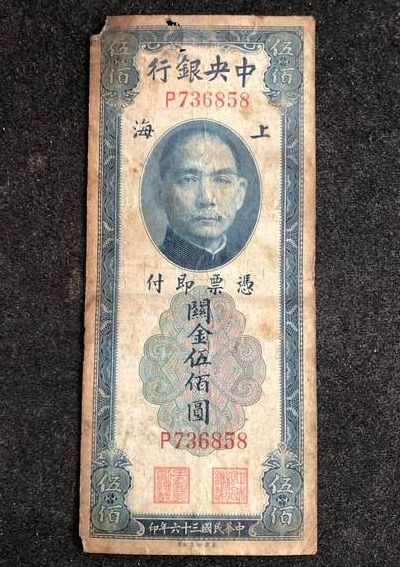 伍佰
伍佰
中央銀行
P736858
上海
憑票即付
關金伍佰圓
P736858
伍佰
伍佰
中華民國三十六年印